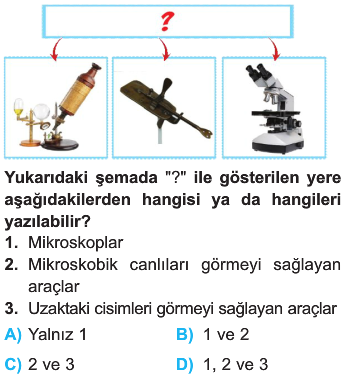 ?
Yukarıdaki şemada "?" ile gösterilen yere
aşağıdakilerden hangisi ya da hangileri
yazılabilir?
1. Mikroskoplar
2. Mikroskobik canlıları görmeyi sağlayan
araçlar
3. Uzaktaki cisimleri görmeyi sağlayan araçlar
A) Yalnız 1 B) 1 ve 2
C) 2 ve 3 D) 1, 2 ve 3